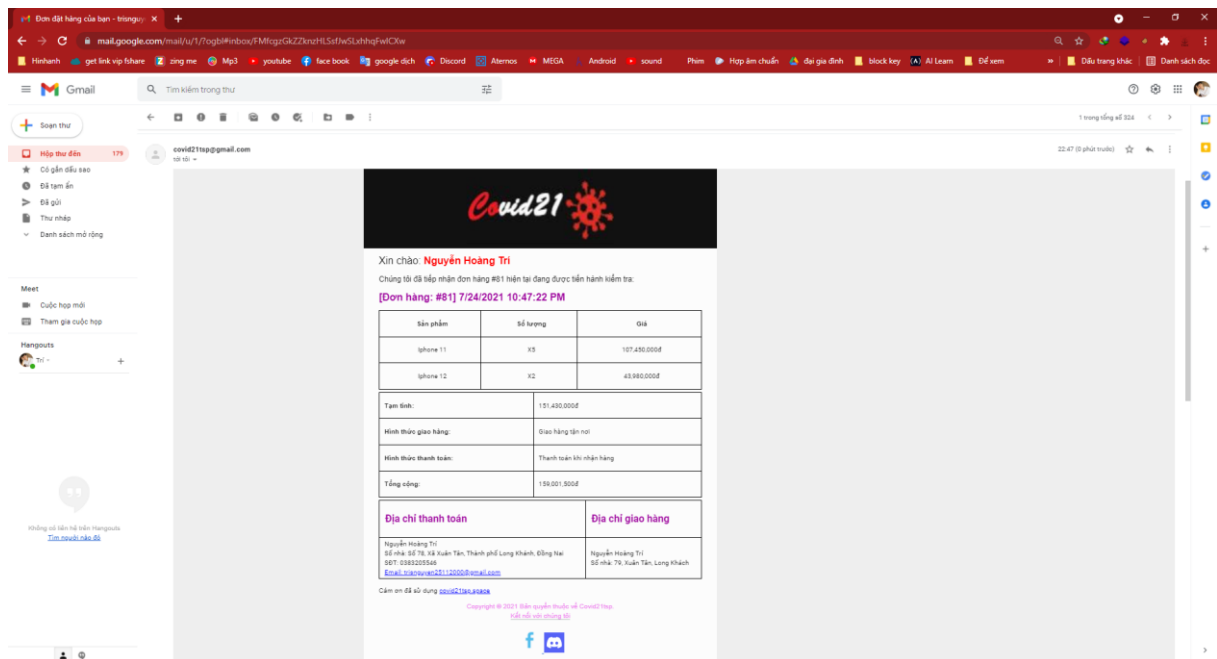 Đơn đặt hàng của bạn - trisnguy
mail.google.com/mail/u/1/?ogbl#inbox/FMfcgzGkZZknzHLSsfJwSLxhhqFwlCXw
Hinhanh get link vip fshare zing me Mp3 youtube face book google dịch Discord Aternos MEGA Android sound Phim Hợp âm chuẩn đại gia đình block key AI Learn Để xem » Dấu trang khác Danh sách đọc
Gmail
Tìm kiếm trong thư
Soạn thư
1 trong tổng số 324
Hộp thư đến 179
Có gắn dấu sao
Đã tạm ẩn
Đã gửi
Thư nháp
Danh sách mở rộng
Meet
Cuộc họp mới
Tham gia cuộc họp
Hangouts
Trí
Không có liên hệ trên Hangouts
Tìm người nào đó
covid21tsp@gmail.com
22:47 (0 phút trước)
tới tôi
Covid21
Xin chào: Nguyễn Hoàng Trí
Chúng tôi đã tiếp nhận đơn hàng #81 hiện tại đang được tiến hành kiểm tra:
[Đơn hàng: #81] 7/24/2021 10:47:22 PM
Sản phẩm Số lượng Giá
Iphone 11 X5 107,450,000đ
Iphone 12 X2 43,980,000đ
Tạm tính: 151,430,000đ
Hình thức giao hàng: Giao hàng tận nơi
Hình thức thanh toán: Thanh toán khi nhận hàng
Tổng cộng: 159,001,500đ
Địa chỉ thanh toán Địa chỉ giao hàng
Nguyễn Hoàng Trí
Số nhà: Số 78, Xã Xuân Tân, Thành phố Long Khánh, Đồng Nai
SĐT: 0383205546
Email: trianguyen25112000@gmail.com
Nguyễn Hoàng Trí
Số nhà: 79, Xuân Tân, Long Khách
Cảm ơn đã sử dụng covid21tsp.space
Copyright © 2021 Bản quyền thuộc về Covid21tsp.
Kết nối với chúng tôi